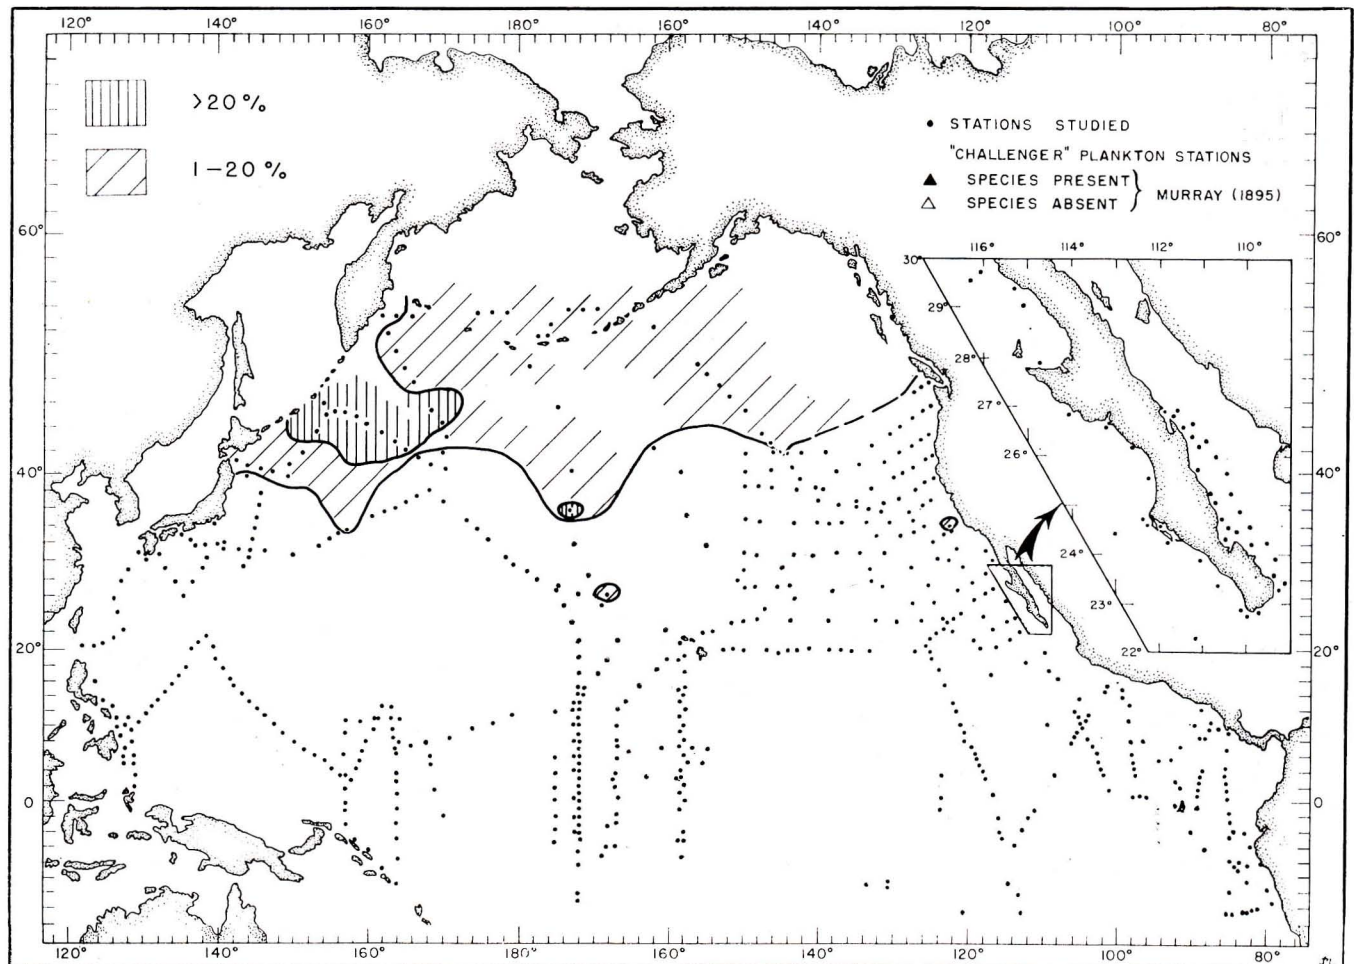 120° 140° 160° 180° 160° 140° 120° 100° 80°
>20%
1-20%
• STATIONS STUDIED
"CHALLENGER" PLANKTON STATIONS
▲ SPECIES PRESENT
△ SPECIES ABSENT
} MURRAY (1895)
60° 60°
116° 114° 112° 110°
30°
29°
28°
27°
26°
40° 40°
24°
23°
22°
20° 20°
0 0
120° 140° 160° 180° 160° 140° 120° 100° 80°